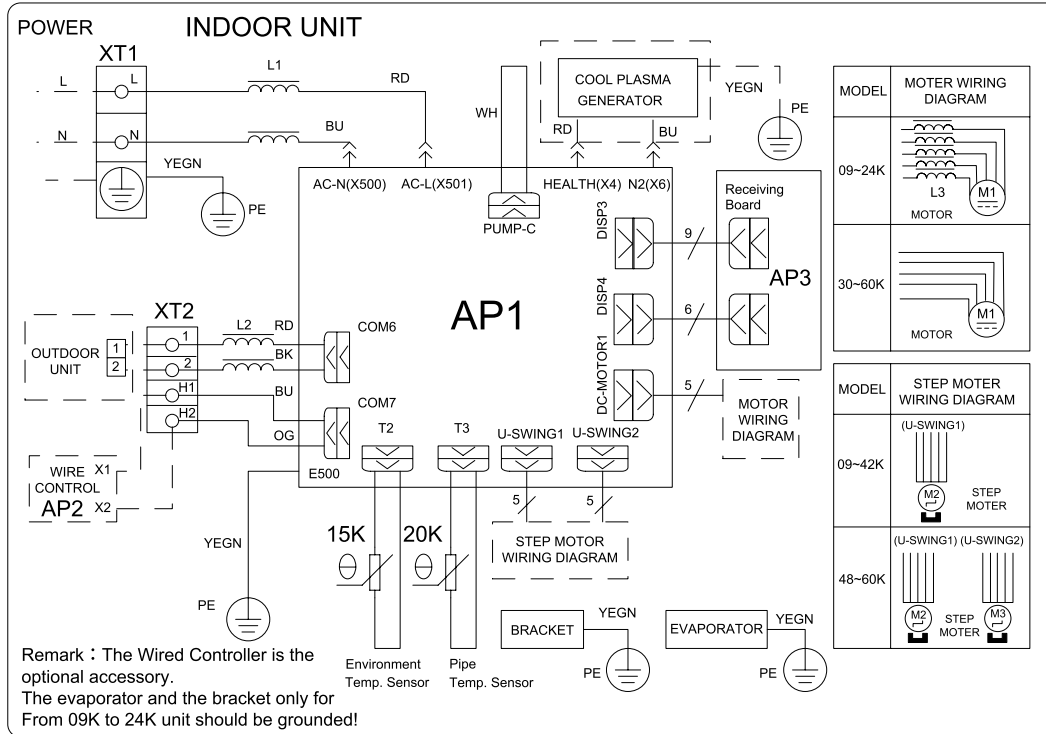 POWER
INDOOR UNIT
XT1
L
L
N
N
L1
RD
BU
YEGN
PE
WH
COOL PLASMA
GENERATOR
YEGN
PE
RD
BU
AC-N(X500)
AC-L(X501)
PUMP-C
HEALTH(X4)
N2(X6)
DISP3
9
Receiving
Board
AP3
DISP4
6
AP1
DC-MOTOR1
5
MOTOR
WIRING
DIAGRAM
XT2
OUTDOOR
UNIT
1
2
1
2
H1
H2
L2
RD
BK
BU
OG
COM6
COM7
E500
T2
T3
U-SWING1
U-SWING2
5
5
STEP MOTOR
WIRING DIAGRAM
WIRE
CONTROL
AP2
X1
X2
YEGN
PE
15K
20K
Environment
Temp. Sensor
Pipe
Temp. Sensor
BRACKET
YEGN
PE
EVAPORATOR
YEGN
PE
MODEL
MOTER WIRING
DIAGRAM
09~24K
L3
M1
MOTOR
30~60K
M1
MOTOR
MODEL
STEP MOTER
WIRING DIAGRAM
09~42K
(U-SWING1)
M2
STEP
MOTER
48~60K
(U-SWING1) (U-SWING2)
M2
STEP
MOTER
M3
Remark：The Wired Controller is the
optional accessory.
The evaporator and the bracket only for
From 09K to 24K unit should be grounded!